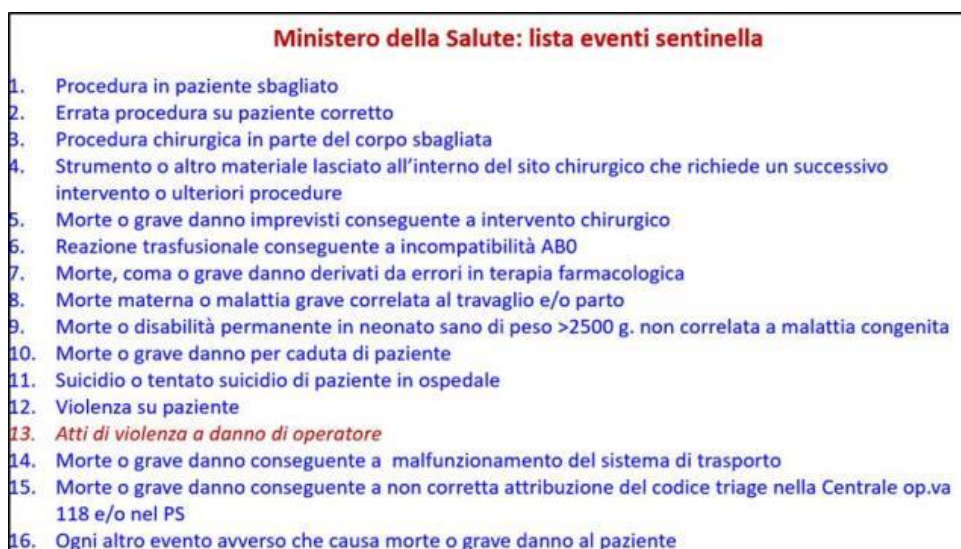 Ministero della Salute: lista eventi sentinella
1. Procedura in paziente sbagliato
2. Errata procedura su paziente corretto
3. Procedura chirurgica in parte del corpo sbagliata
4. Strumento o altro materiale lasciato all'interno del sito chirurgico che richiede un successivo
intervento o ulteriori procedure
5. Morte o grave danno imprevisti conseguente a intervento chirurgico
6. Reazione trasfusionale conseguente a incompatibilità AB0
7. Morte, coma o grave danno derivati da errori in terapia farmacologica
8. Morte materna o malattia grave correlata al travaglio e/o parto
9. Morte o disabilità permanente in neonato sano di peso >2500 g. non correlata a malattia congenita
10. Morte o grave danno per caduta di paziente
11. Suicidio o tentato suicidio di paziente in ospedale
12. Violenza su paziente
13. Atti di violenza a danno di operatore
14. Morte o grave danno conseguente a malfunzionamento del sistema di trasporto
15. Morte o grave danno conseguente a non corretta attribuzione del codice triage nella Centrale op.va
118 e/o nel PS
16. Ogni altro evento avverso che causa morte o grave danno al paziente